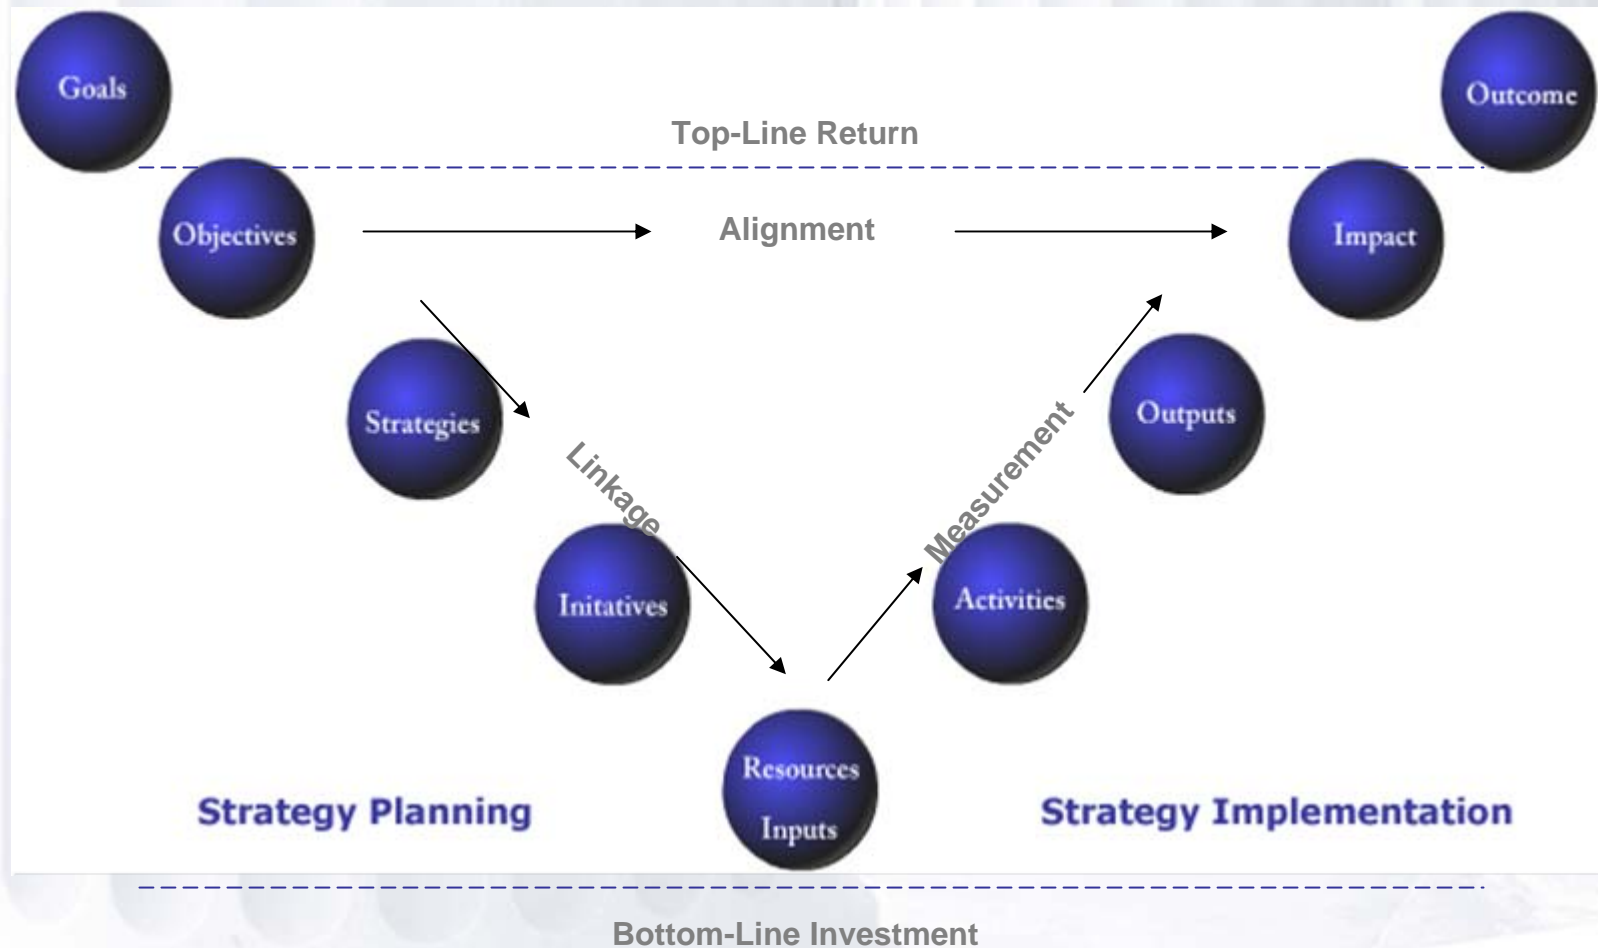 Goals
Outcome
Top-Line Return
Objectives
Alignment
Impact
Strategies
Outputs
Linkage
Measurement
Initatives
Activities
Resources
Inputs
Strategy Planning
Strategy Implementation
Bottom-Line Investment